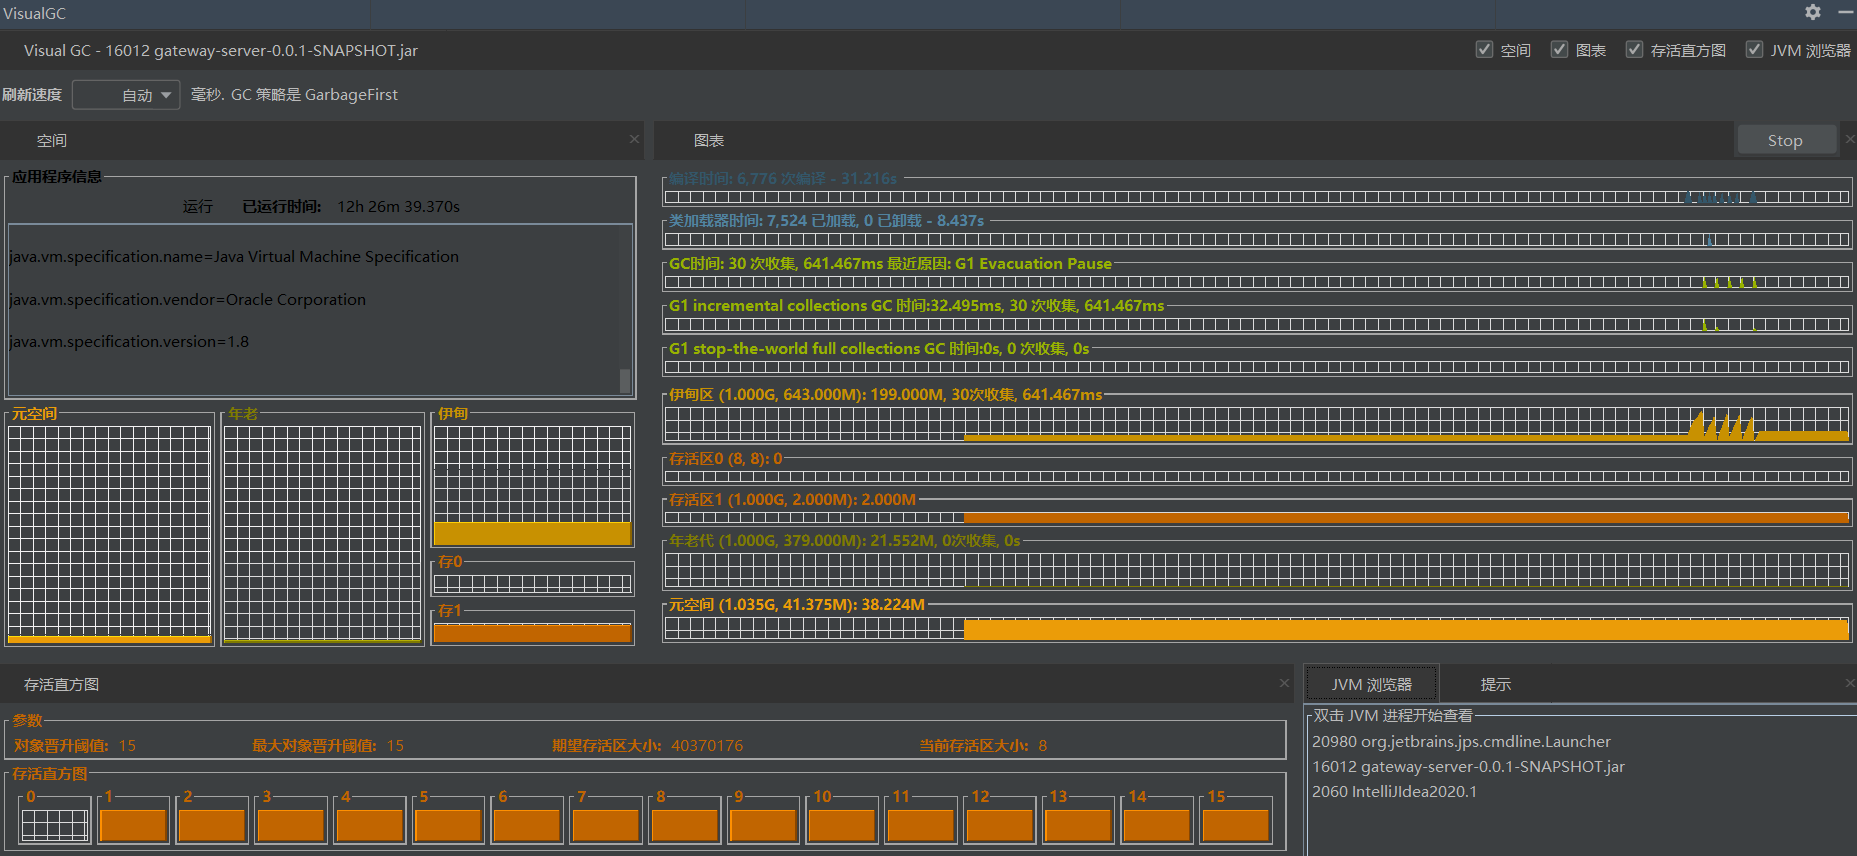 VisualGC
Visual GC - 16012 gateway-server-0.0.1-SNAPSHOT.jar
空间 图表 存活直方图 JVM 浏览器
刷新速度 自动 毫秒. GC 策略是 GarbageFirst
空间
应用程序信息
运行 已运行时间: 12h 26m 39.370s
java.vm.specification.name=Java Virtual Machine Specification
java.vm.specification.vendor=Oracle Corporation
java.vm.specification.version=1.8
元空间
年老
伊甸
存0
存1
图表
Stop
编译时间: 6,776 次编译 - 31.216s
类加载器时间: 7,524 已加载, 0 已卸载 - 8.437s
GC时间: 30 次收集, 641.467ms 最近原因: G1 Evacuation Pause
G1 incremental collections GC 时间:32.495ms, 30 次收集, 641.467ms
G1 stop-the-world full collections GC 时间:0s, 0 次收集, 0s
伊甸区 (1.000G, 643.000M): 199.000M, 30次收集, 641.467ms
存活区0 (8, 8): 0
存活区1 (1.000G, 2.000M): 2.000M
年老代 (1.000G, 379.000M): 21.552M, 0次收集, 0s
元空间 (1.035G, 41.375M): 38.224M
存活直方图
参数
对象晋升阈值: 15 最大对象晋升阈值: 15 期望存活区大小: 40370176 当前存活区大小: 8
存活直方图
0 1 2 3 4 5 6 7 8 9 10 11 12 13 14 15
JVM 浏览器 提示
双击 JVM 进程开始查看
20980 org.jetbrains.jps.cmdline.Launcher
16012 gateway-server-0.0.1-SNAPSHOT.jar
2060 IntelliJIdea2020.1